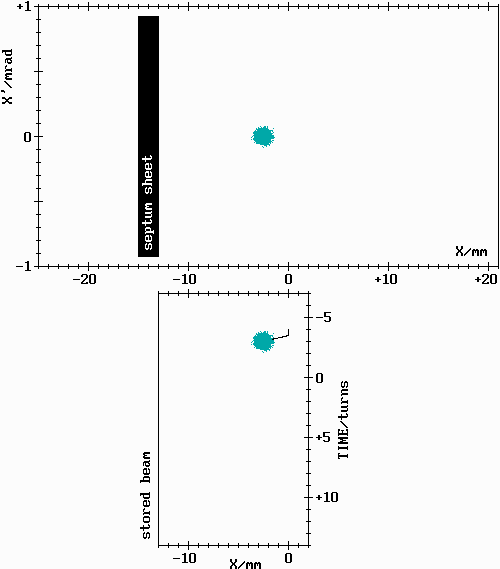 +1
X'/mrad
0
septum sheet
X/mm
-1
-20 -10 0 +10 +20
-5
0
TIME/turns
+5
+10
stored beam
-10 0
X/mm